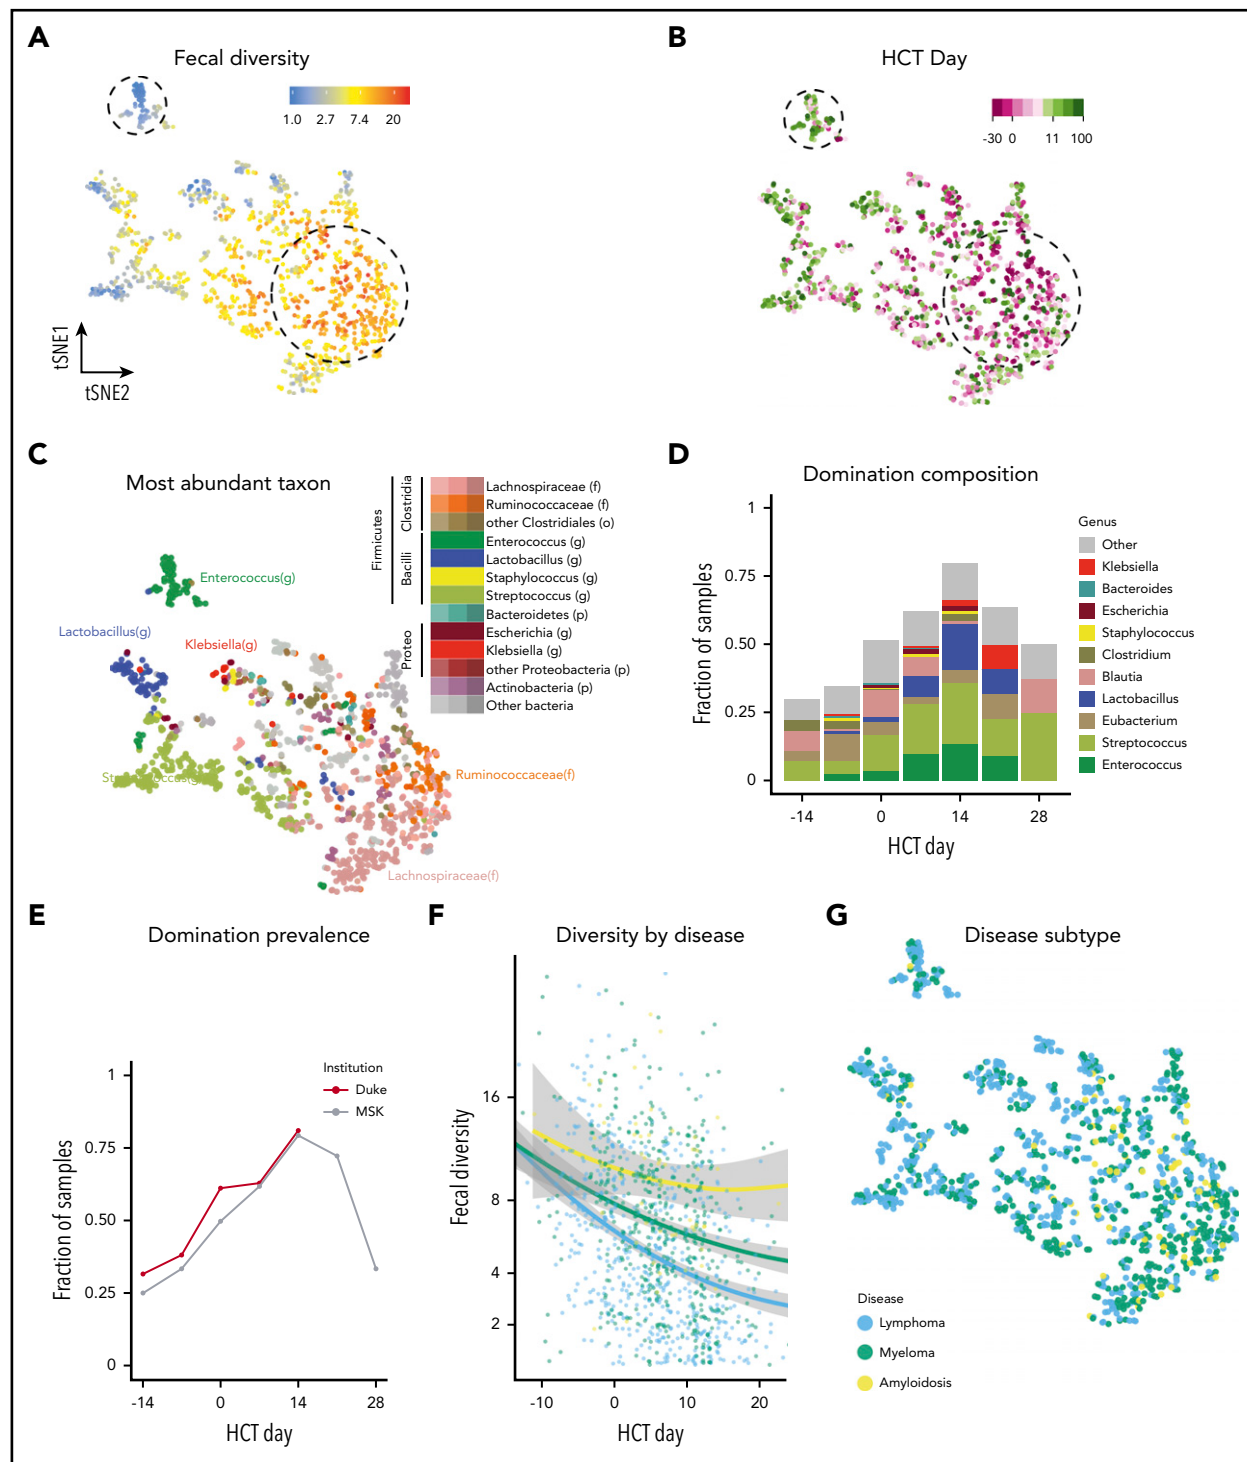 A
Fecal diversity
1.0 2.7 7.4 20
tSNE1
tSNE2
B
HCT Day
-30 0 11 100
C
Most abundant taxon
Firmicutes
Clostridia
Bacilli
Proteo
Lachnospiraceae (f)
Ruminococcaceae (f)
other Clostridiales (o)
Enterococcus (g)
Lactobacillus (g)
Staphylococcus (g)
Streptococcus (g)
Bacteroidetes (p)
Escherichia (g)
Klebsiella (g)
other Proteobacteria (p)
Actinobacteria (p)
Other bacteria
Enterococcus(g)
Lactobacillus(g)
Klebsiella(g)
Streptococcus(g)
Ruminococcaceae(f)
Lachnospiraceae(f)
D
Domination composition
Fraction of samples
1
0.75
0.50
0.25
0
-14 0 14 28
HCT day
Genus
Other
Klebsiella
Bacteroides
Escherichia
Staphylococcus
Clostridium
Blautia
Lactobacillus
Eubacterium
Streptococcus
Enterococcus
E
Domination prevalence
Fraction of samples
1
0.75
0.50
0.25
0
-14 0 14 28
HCT day
Institution
Duke
MSK
F
Diversity by disease
Fecal diversity
16
8
4
2
-10 0 10 20
HCT day
G
Disease subtype
Disease
Lymphoma
Myeloma
Amyloidosis